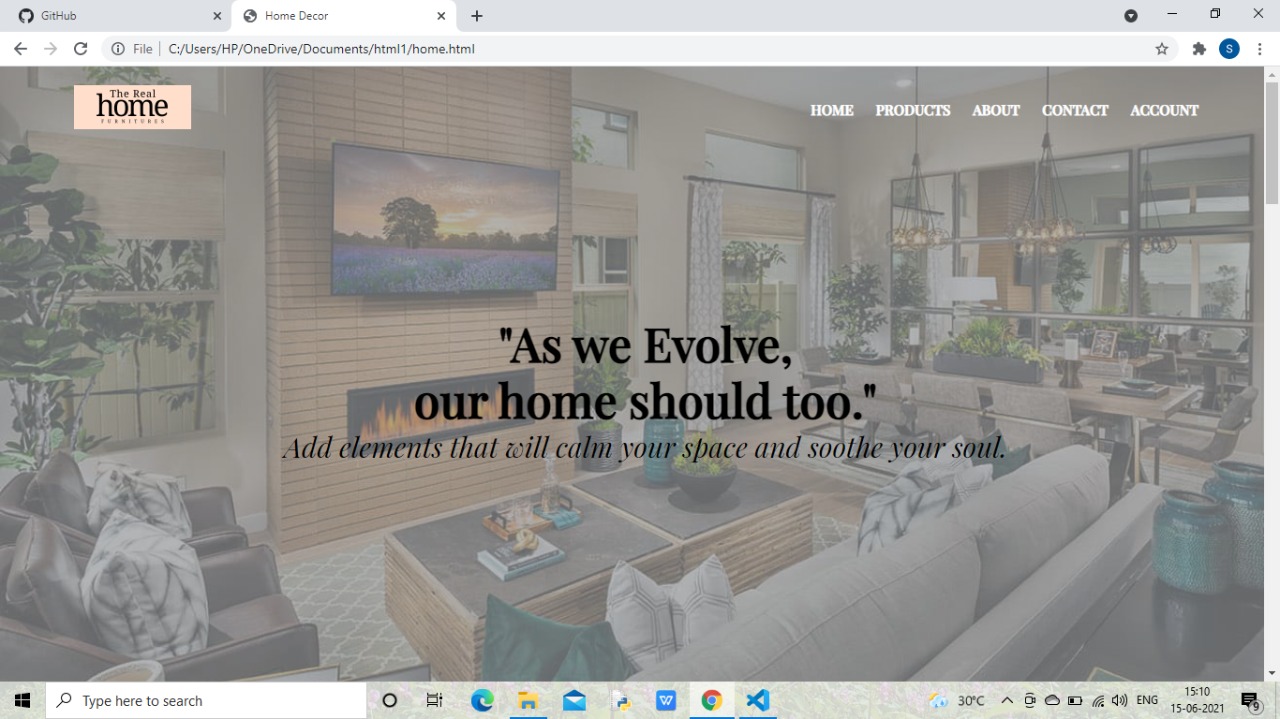 GitHub
Home Decor
File
C:/Users/HP/OneDrive/Documents/html1/home.html
S
The Real
home
FURNITURES
HOME PRODUCTS ABOUT CONTACT ACCOUNT
"As we Evolve,
our home should too."
Add elements that will calm your space and soothe your soul.
Type here to search
W
30°C
ENG
15:10
15-06-2021
9